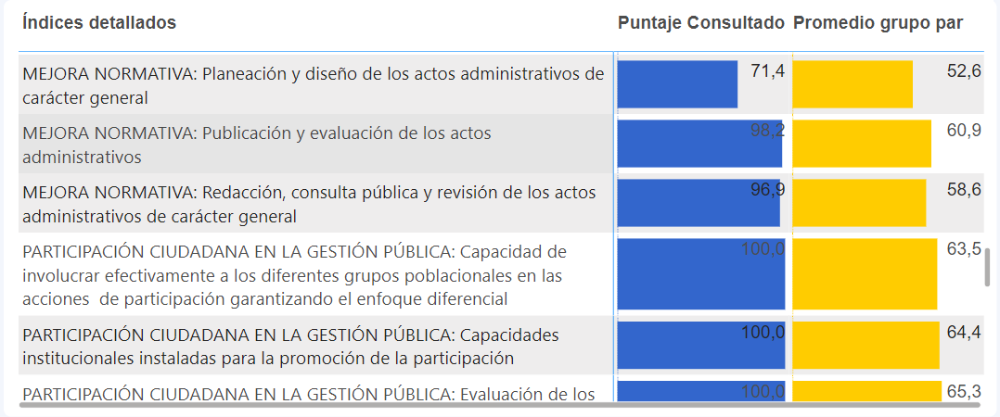 Índices detallados Puntaje Consultado Promedio grupo par
MEJORA NORMATIVA: Planeación y diseño de los actos administrativos de 71,4 52,6
carácter general
MEJORA NORMATIVA: Publicación y evaluación de los actos 98,2 60,9
administrativos
MEJORA NORMATIVA: Redacción, consulta pública y revisión de los actos 96,9 58,6
administrativos de carácter general
PARTICIPACIÓN CIUDADANA EN LA GESTIÓN PÚBLICA: Capacidad de 100,0 63,5
involucrar efectivamente a los diferentes grupos poblacionales en las
acciones de participación garantizando el enfoque diferencial
PARTICIPACIÓN CIUDADANA EN LA GESTIÓN PÚBLICA: Capacidades 100,0 64,4
institucionales instaladas para la promoción de la participación
PARTICIPACIÓN CIUDADANA EN LA GESTIÓN PÚBLICA: Evaluación de los 100,0 65,3